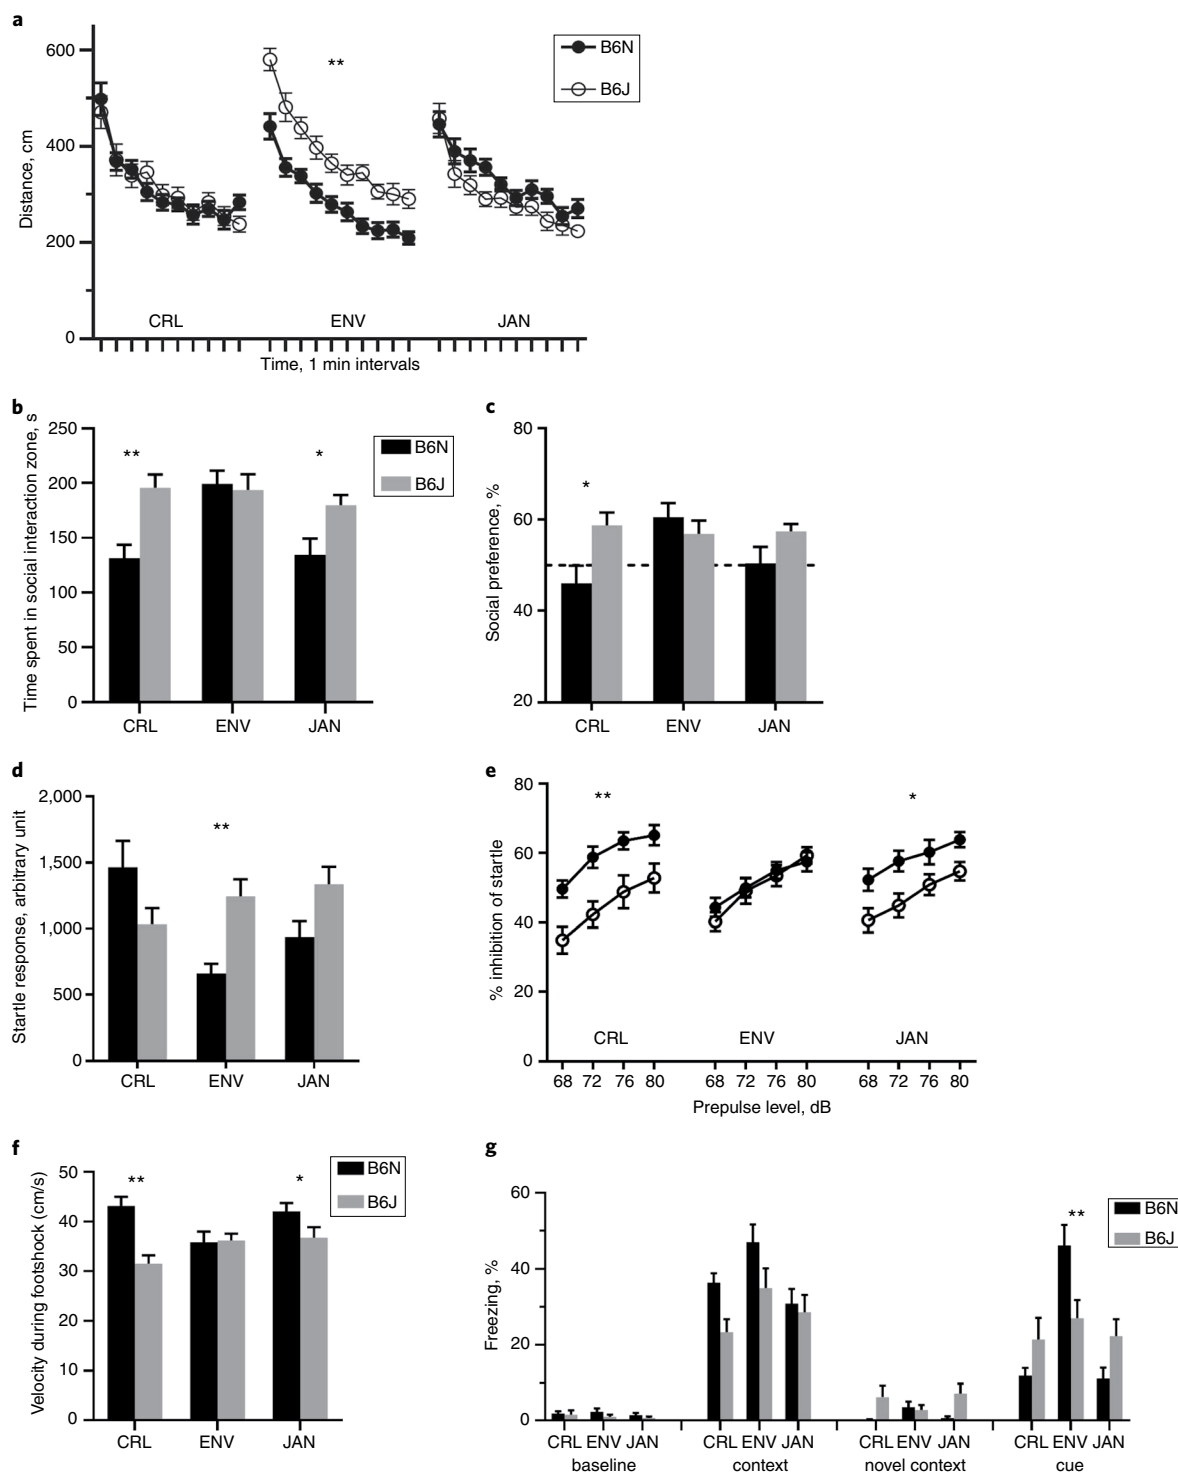 a
600
400
200
0
Distance, cm
**
B6N
B6J
CRL
ENV
JAN
Time, 1 min intervals
b
Time spent in social interaction zone, s
250
200
150
100
50
0
**
*
B6N
B6J
CRL
ENV
JAN
c
Social preference, %
80
60
40
20
*
CRL
ENV
JAN
d
Startle response, arbitrary unit
2,000
1,500
1,000
500
0
**
CRL
ENV
JAN
e
% inhibition of startle
80
60
40
20
0
**
*
CRL
ENV
JAN
68 72 76 80 68 72 76 80 68 72 76 80
Prepulse level, dB
f
Velocity during footshock (cm/s)
50
40
30
20
10
0
**
*
B6N
B6J
CRL
ENV
JAN
g
Freezing, %
60
40
20
0
**
B6N
B6J
CRL ENV JAN CRL ENV JAN CRL ENV JAN CRL ENV JAN
baseline context novel context cue